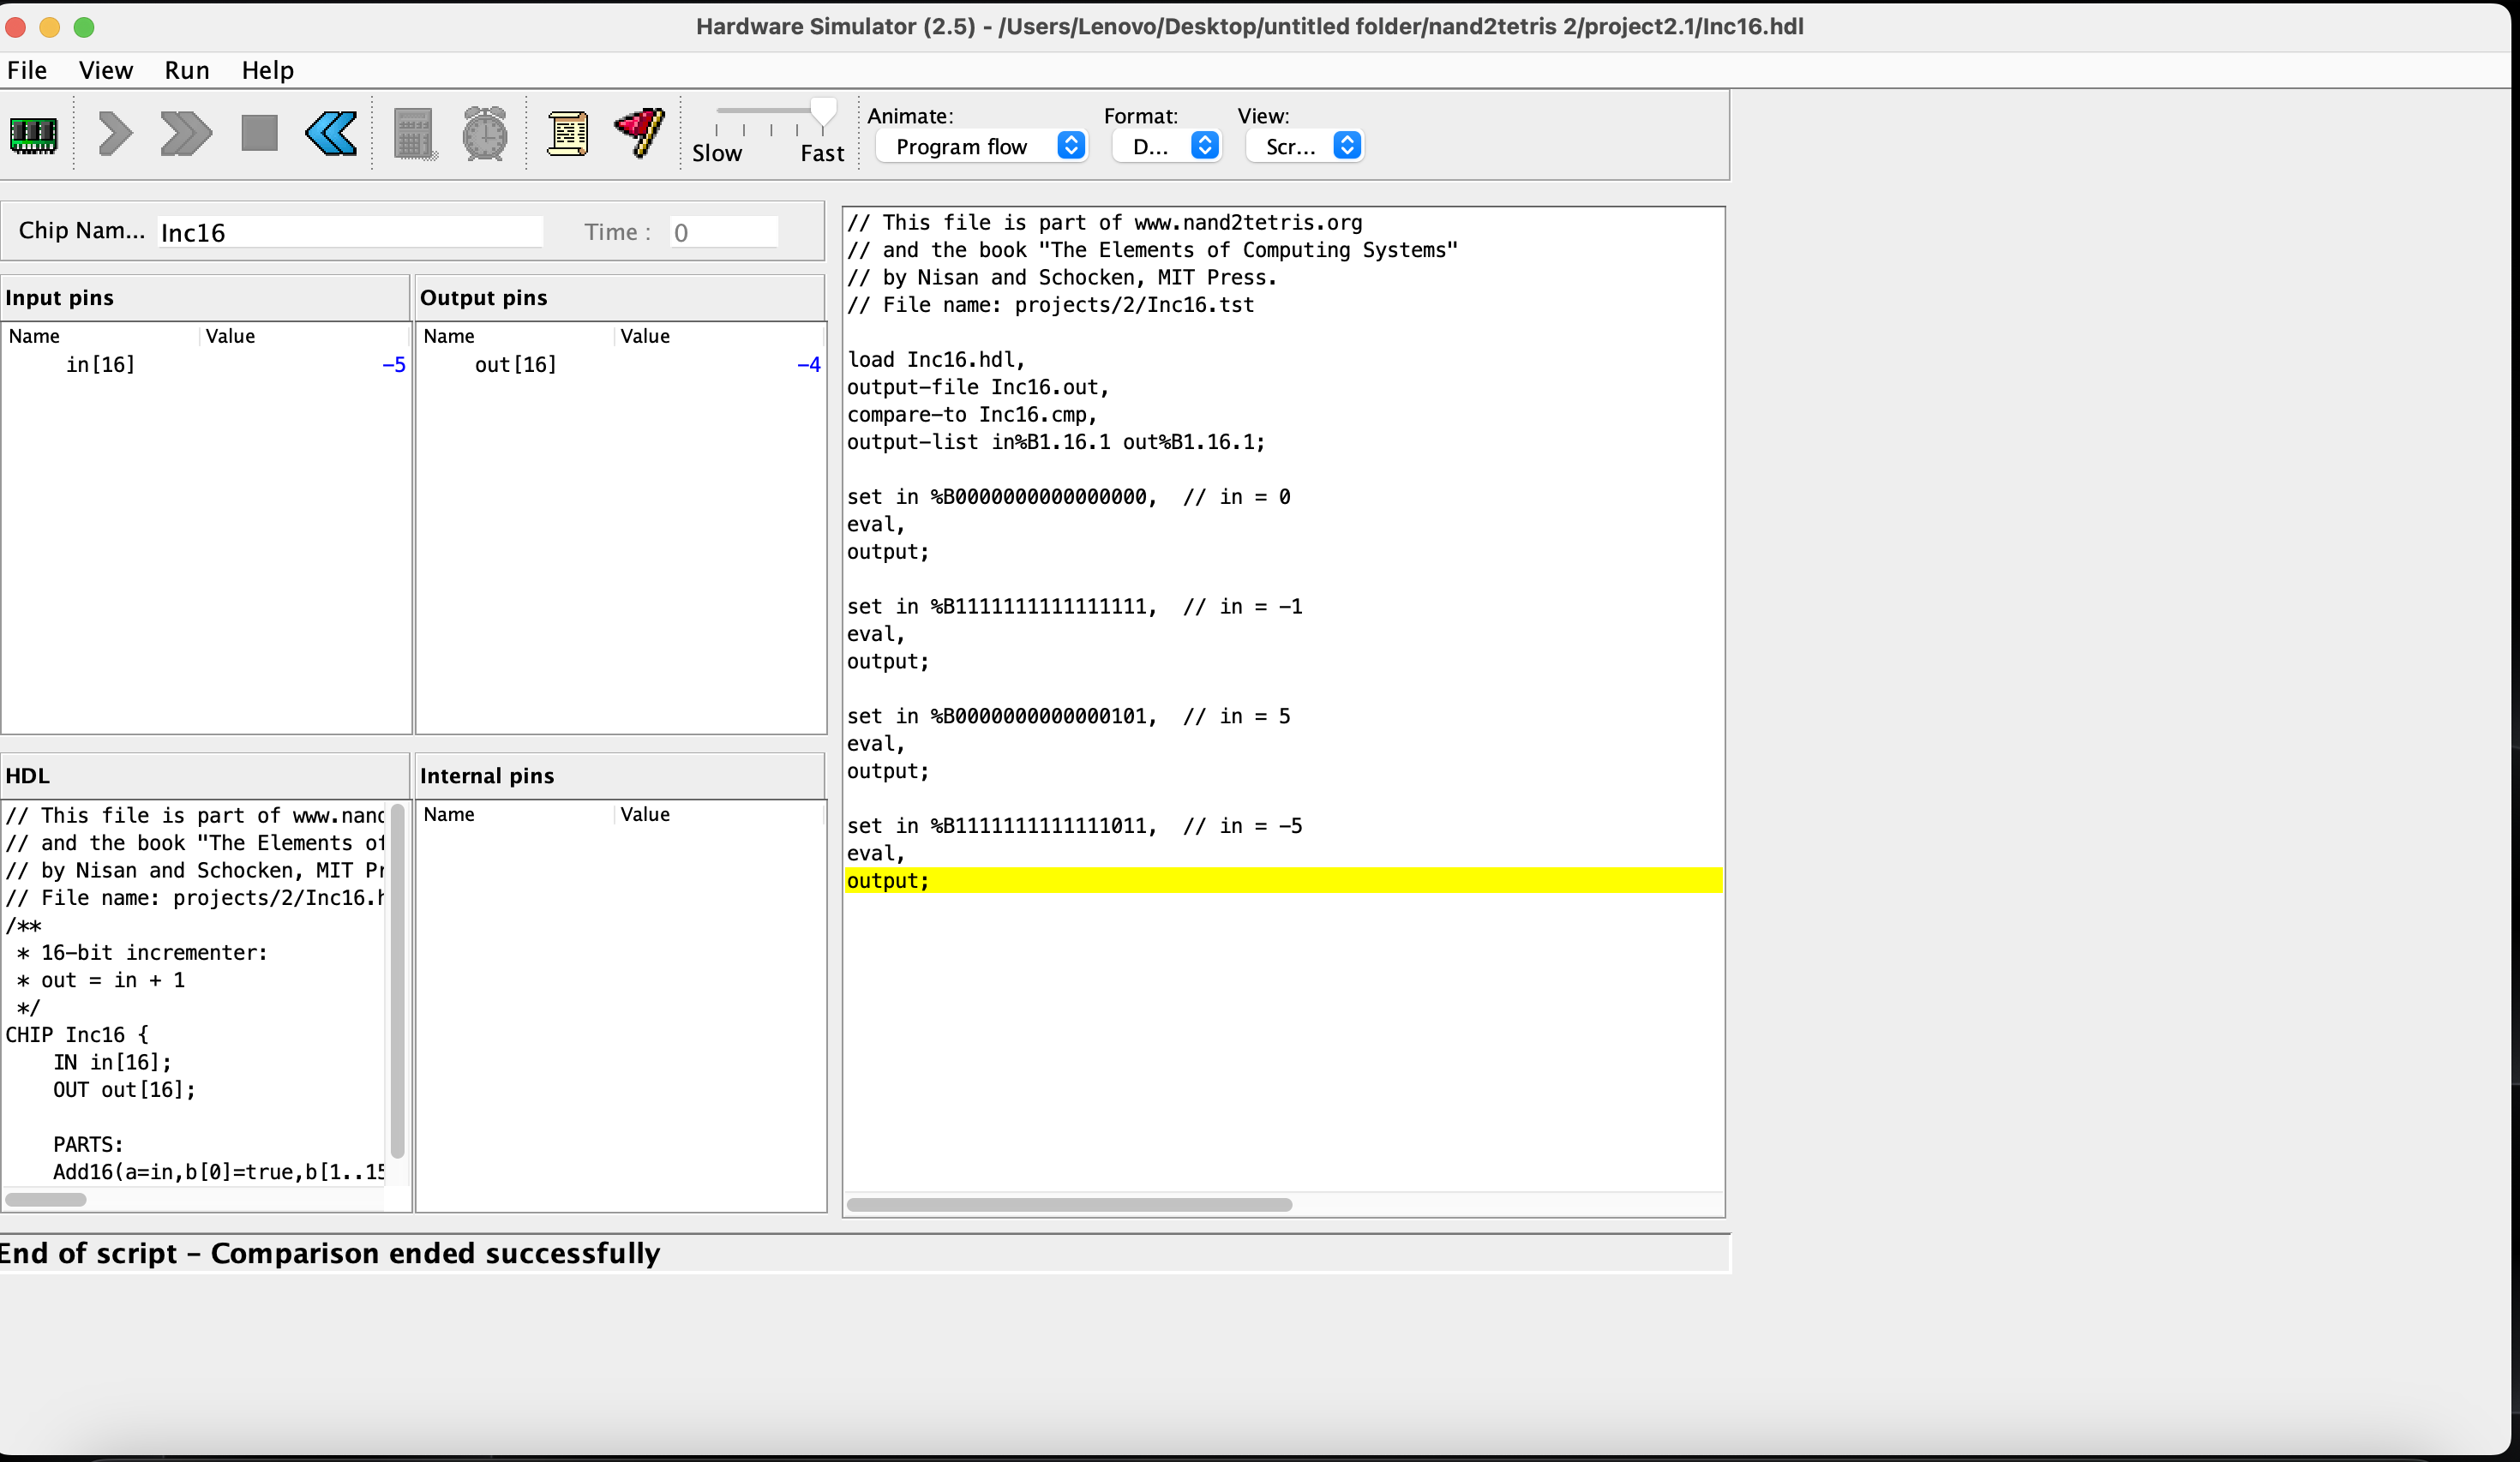 Hardware Simulator (2.5) - /Users/Lenovo/Desktop/untitled folder/nand2tetris 2/project2.1/Inc16.hdl
File View Run Help
Slow Fast
Animate: Format: View:
Program flow D... Scr...
Chip Nam... Inc16 Time : 0
Input pins
Name Value
in[16] -5
Output pins
Name Value
out[16] -4
HDL
// This file is part of www.nand
// and the book "The Elements of
// by Nisan and Schocken, MIT Pr
// File name: projects/2/Inc16.h
/**
* 16-bit incrementer:
* out = in + 1
*/
CHIP Inc16 {
IN in[16];
OUT out[16];
PARTS:
Add16(a=in,b[0]=true,b[1..15
Internal pins
Name Value
// This file is part of www.nand2tetris.org
// and the book "The Elements of Computing Systems"
// by Nisan and Schocken, MIT Press.
// File name: projects/2/Inc16.tst
load Inc16.hdl,
output-file Inc16.out,
compare-to Inc16.cmp,
output-list in%B1.16.1 out%B1.16.1;
set in %B0000000000000000,  // in = 0
eval,
output;
set in %B1111111111111111,  // in = -1
eval,
output;
set in %B0000000000000101,  // in = 5
eval,
output;
set in %B1111111111111011,  // in = -5
eval,
output;
End of script - Comparison ended successfully